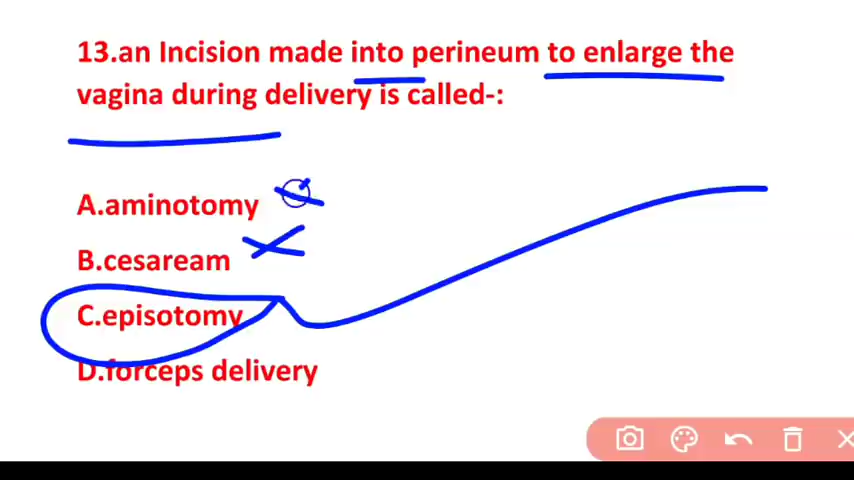 13.an Incision made into perineum to enlarge the
vagina during delivery is called-:
A.aminotomy
B.cesaream
C.episotomy
D.forceps delivery